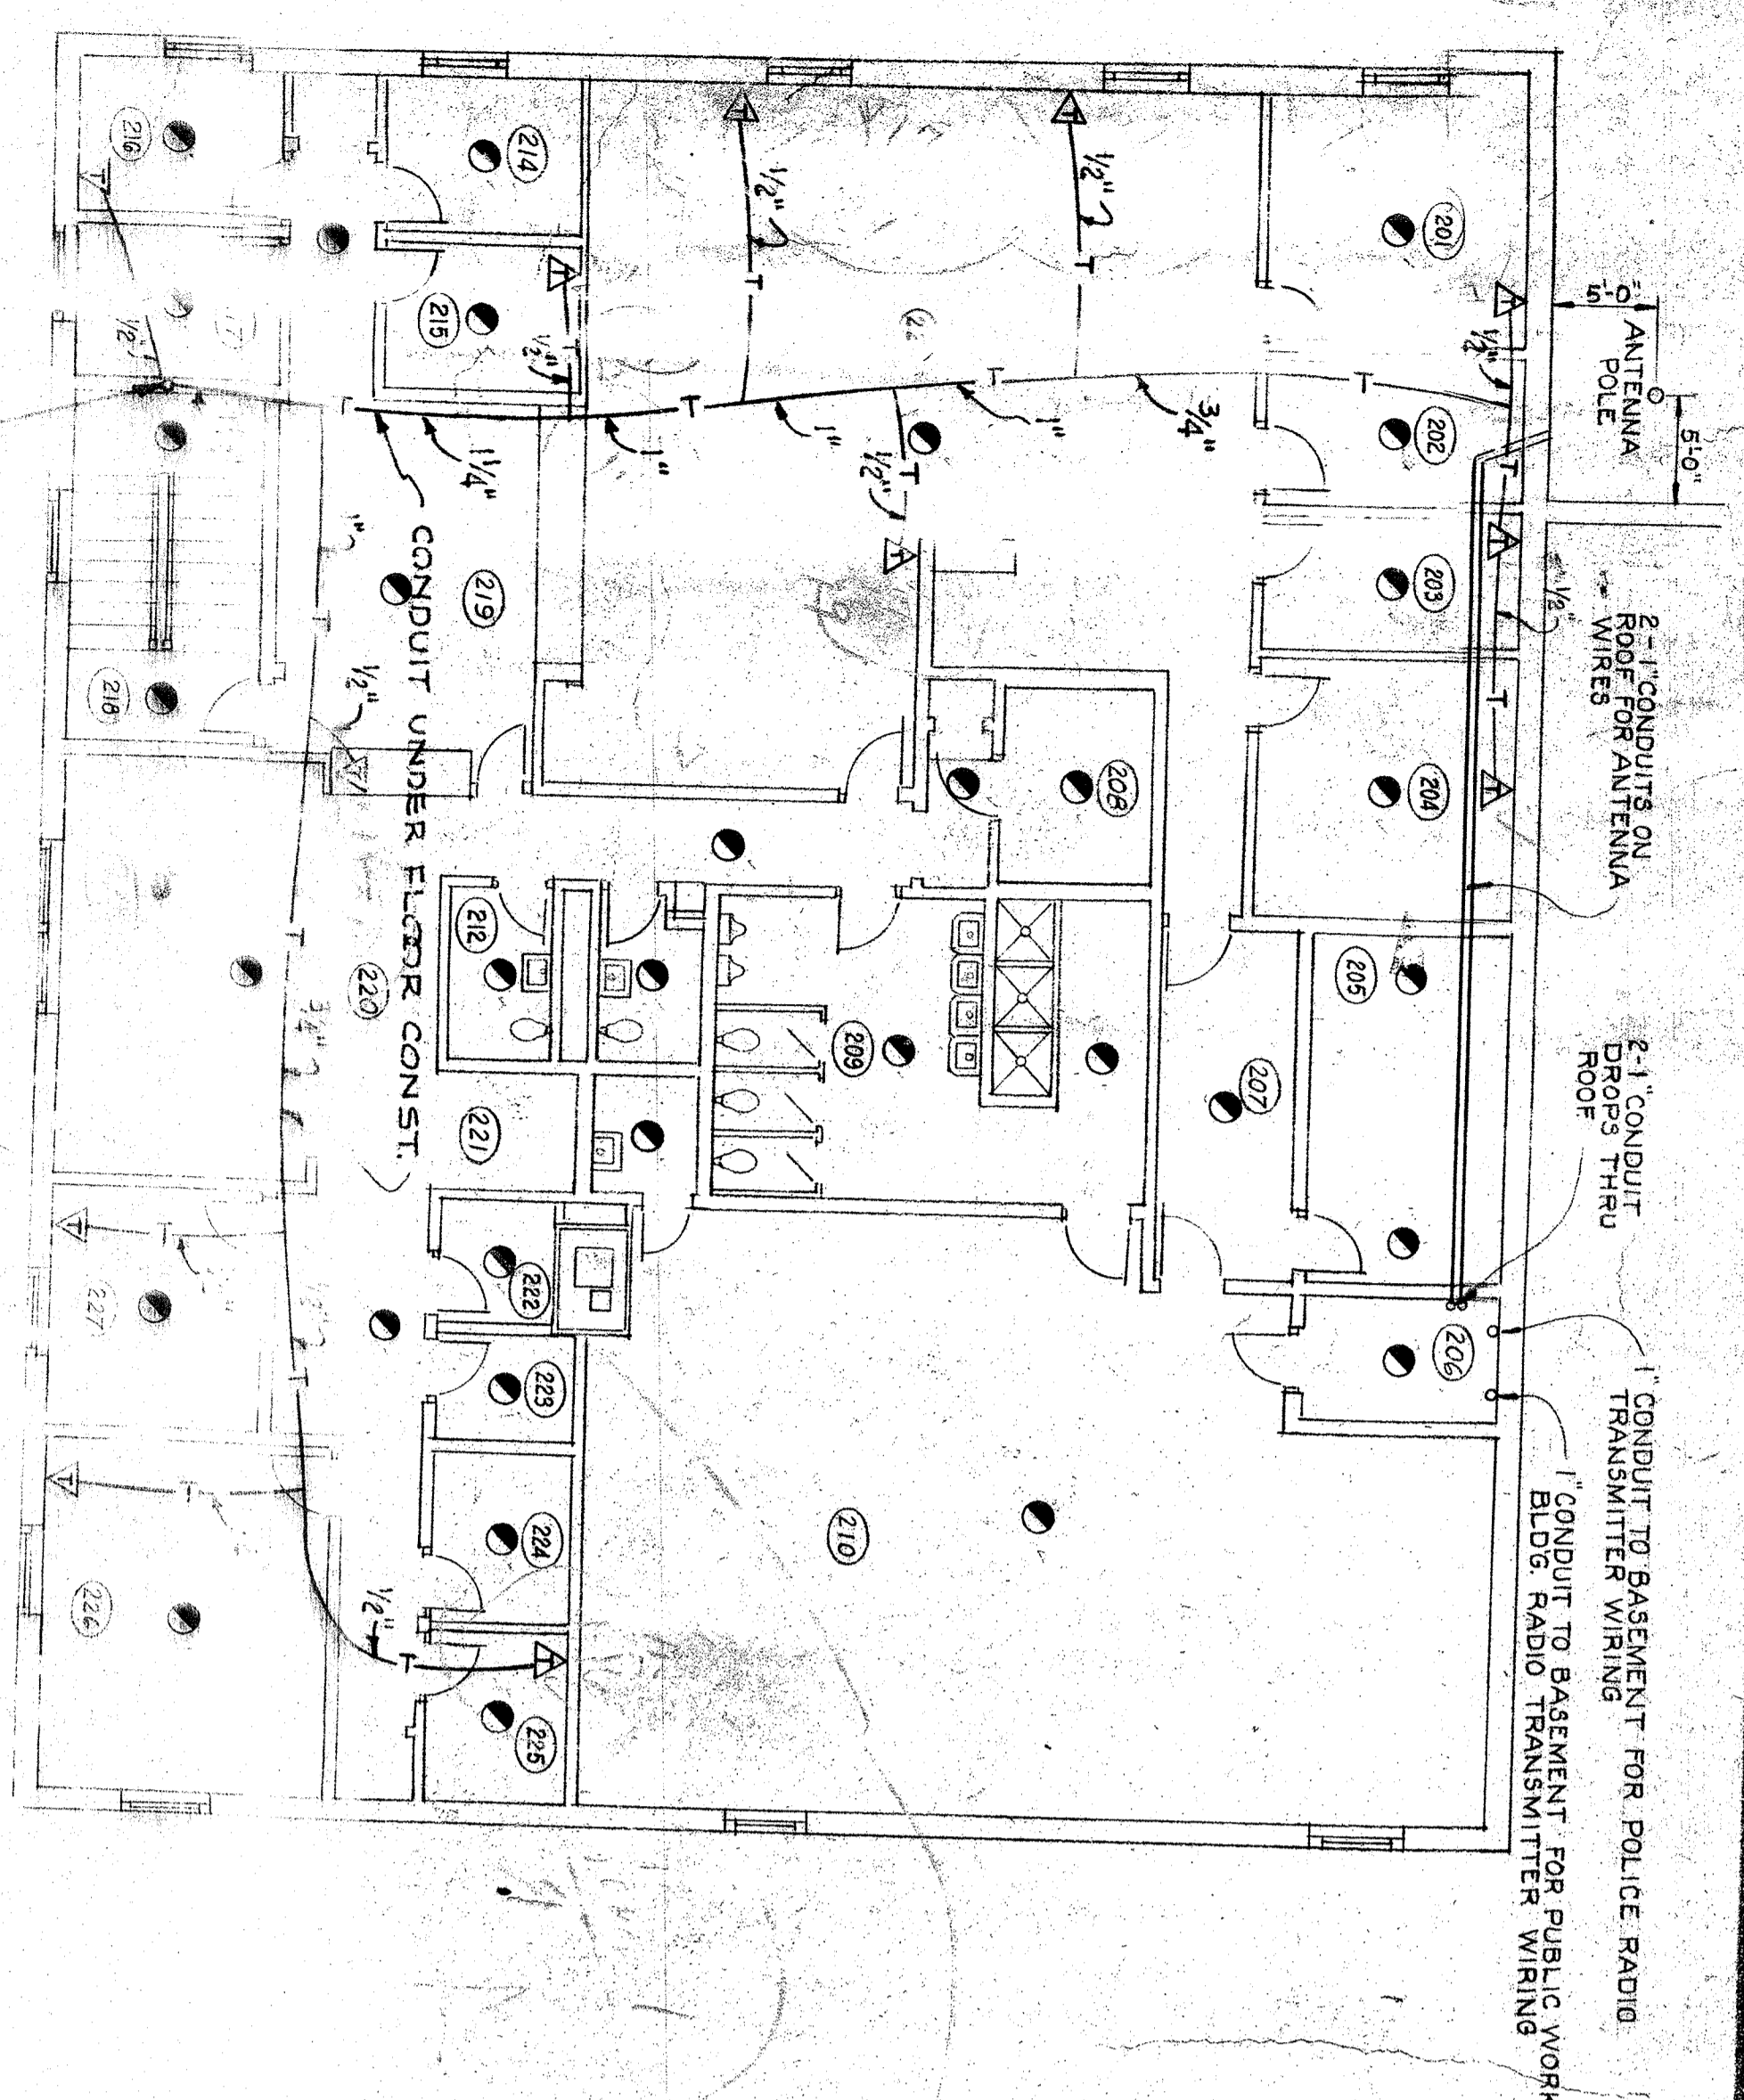 5'-0"
ANTENNA
POLE
5'-0"
2-1" CONDUITS ON
ROOF FOR ANTENNA
WIRES
2-1" CONDUIT
DROPS THRU
ROOF
1" CONDUIT TO BASEMENT FOR POLICE RADIO
TRANSMITTER WIRING
1" CONDUIT TO BASEMENT FOR PUBLIC WORK
BLD'G. RADIO TRANSMITTER WIRING
201
T
1/2"
202
T
T
203
1/2"
T
204
T
205
206
207
208
209
210
T
1/2"
T
T
1/2"
T
T
3/4"
T
1"
1"
T
1"
T
1/2"
T
1 1/4"
CONDUIT UNDER FLOOR CONST.
214
215
T
T
1/2"
216
T
217
1/2"
T
T
218
219
1"
T
1/2"
T
212
220
T
3/4"
221
222
223
224
225
T
T
1/2"
T
T
T
227
T
T
226